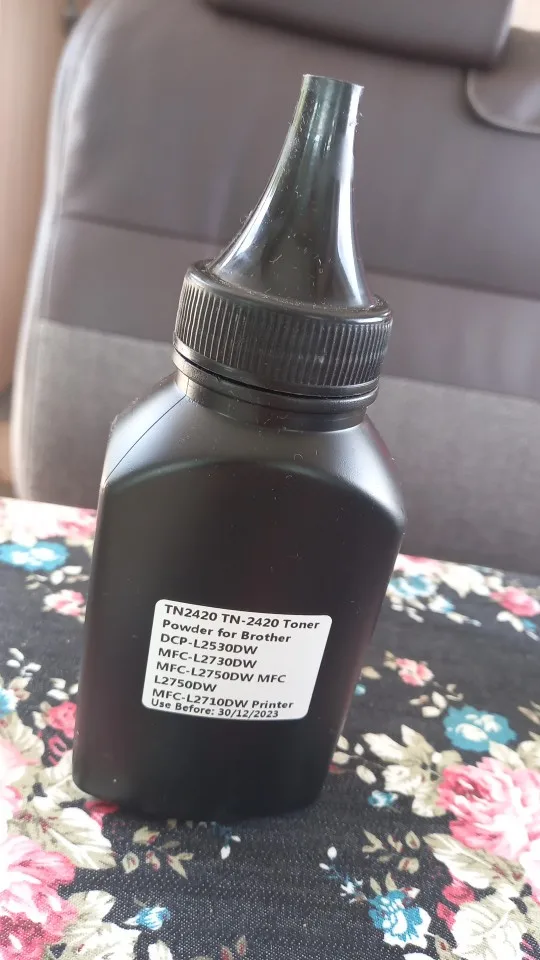 TN2420 TN-2420 Toner
Powder for Brother
DCP-L2530DW
MFC-L2730DW
MFC-L2750DW MFC
L2750DW
MFC-L2710DW Printer
Use Before: 30/12/2023